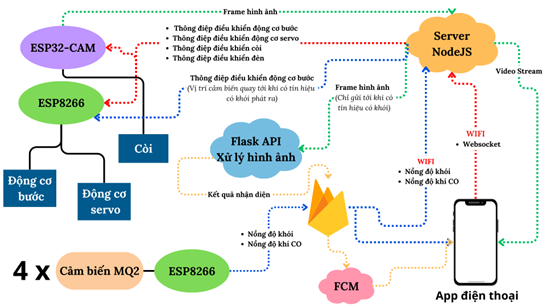 Frame hình ảnh
ESP32-CAM
• Thông điệp điều khiển động cơ bước
• Thông điệp điều khiển động cơ servo
• Thông điệp điều khiển còi
• Thông điệp điều khiển đèn
Server
NodeJS
Video Stream
ESP8266
Thông điệp điều khiển động cơ bước
(Vị trí cảm biến quay tới khi có tín hiệu
có khói phát ra)
Frame hình ảnh
(Chỉ gửi tới khi có
tín hiệu có khói)
Còi
Động cơ
bước
Động cơ
servo
Flask API
Xử lý hình ảnh
WIFI
• Websocket
WIFI
• Nồng độ khói
• Nồng độ khí CO
Kết quả nhận diện
• Nồng độ khói
• Nồng độ khí CO
4 x
Cảm biến MQ2
ESP8266
FCM
App điện thoại